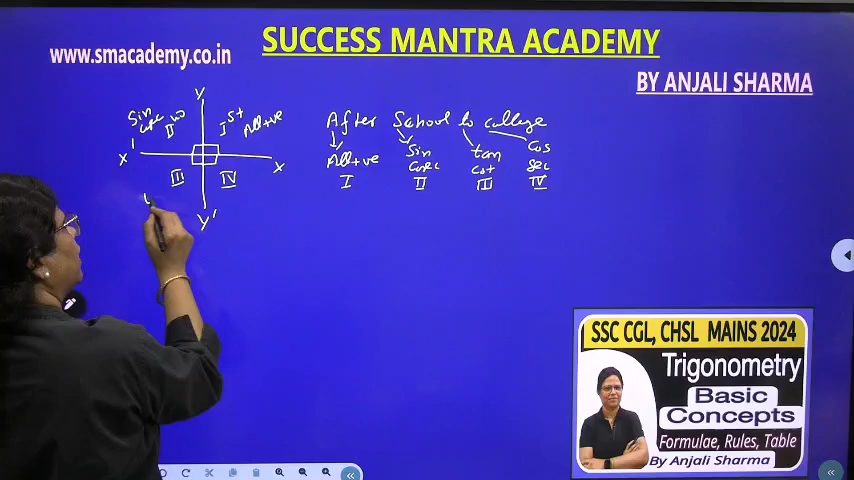 SUCCESS MANTRA ACADEMY
www.smacademy.co.in
BY ANJALI SHARMA
Y
Sin
Cosec
II
Ist
All+ve
X'
X
III
IV
Y'
After School to college
All+ve
Sin
Cosec
tan
Cot
Cos
Sec
I
II
III
IV
SSC CGL, CHSL MAINS 2024
Trigonometry
Basic
Concepts
Formulae, Rules, Table
By Anjali Sharma